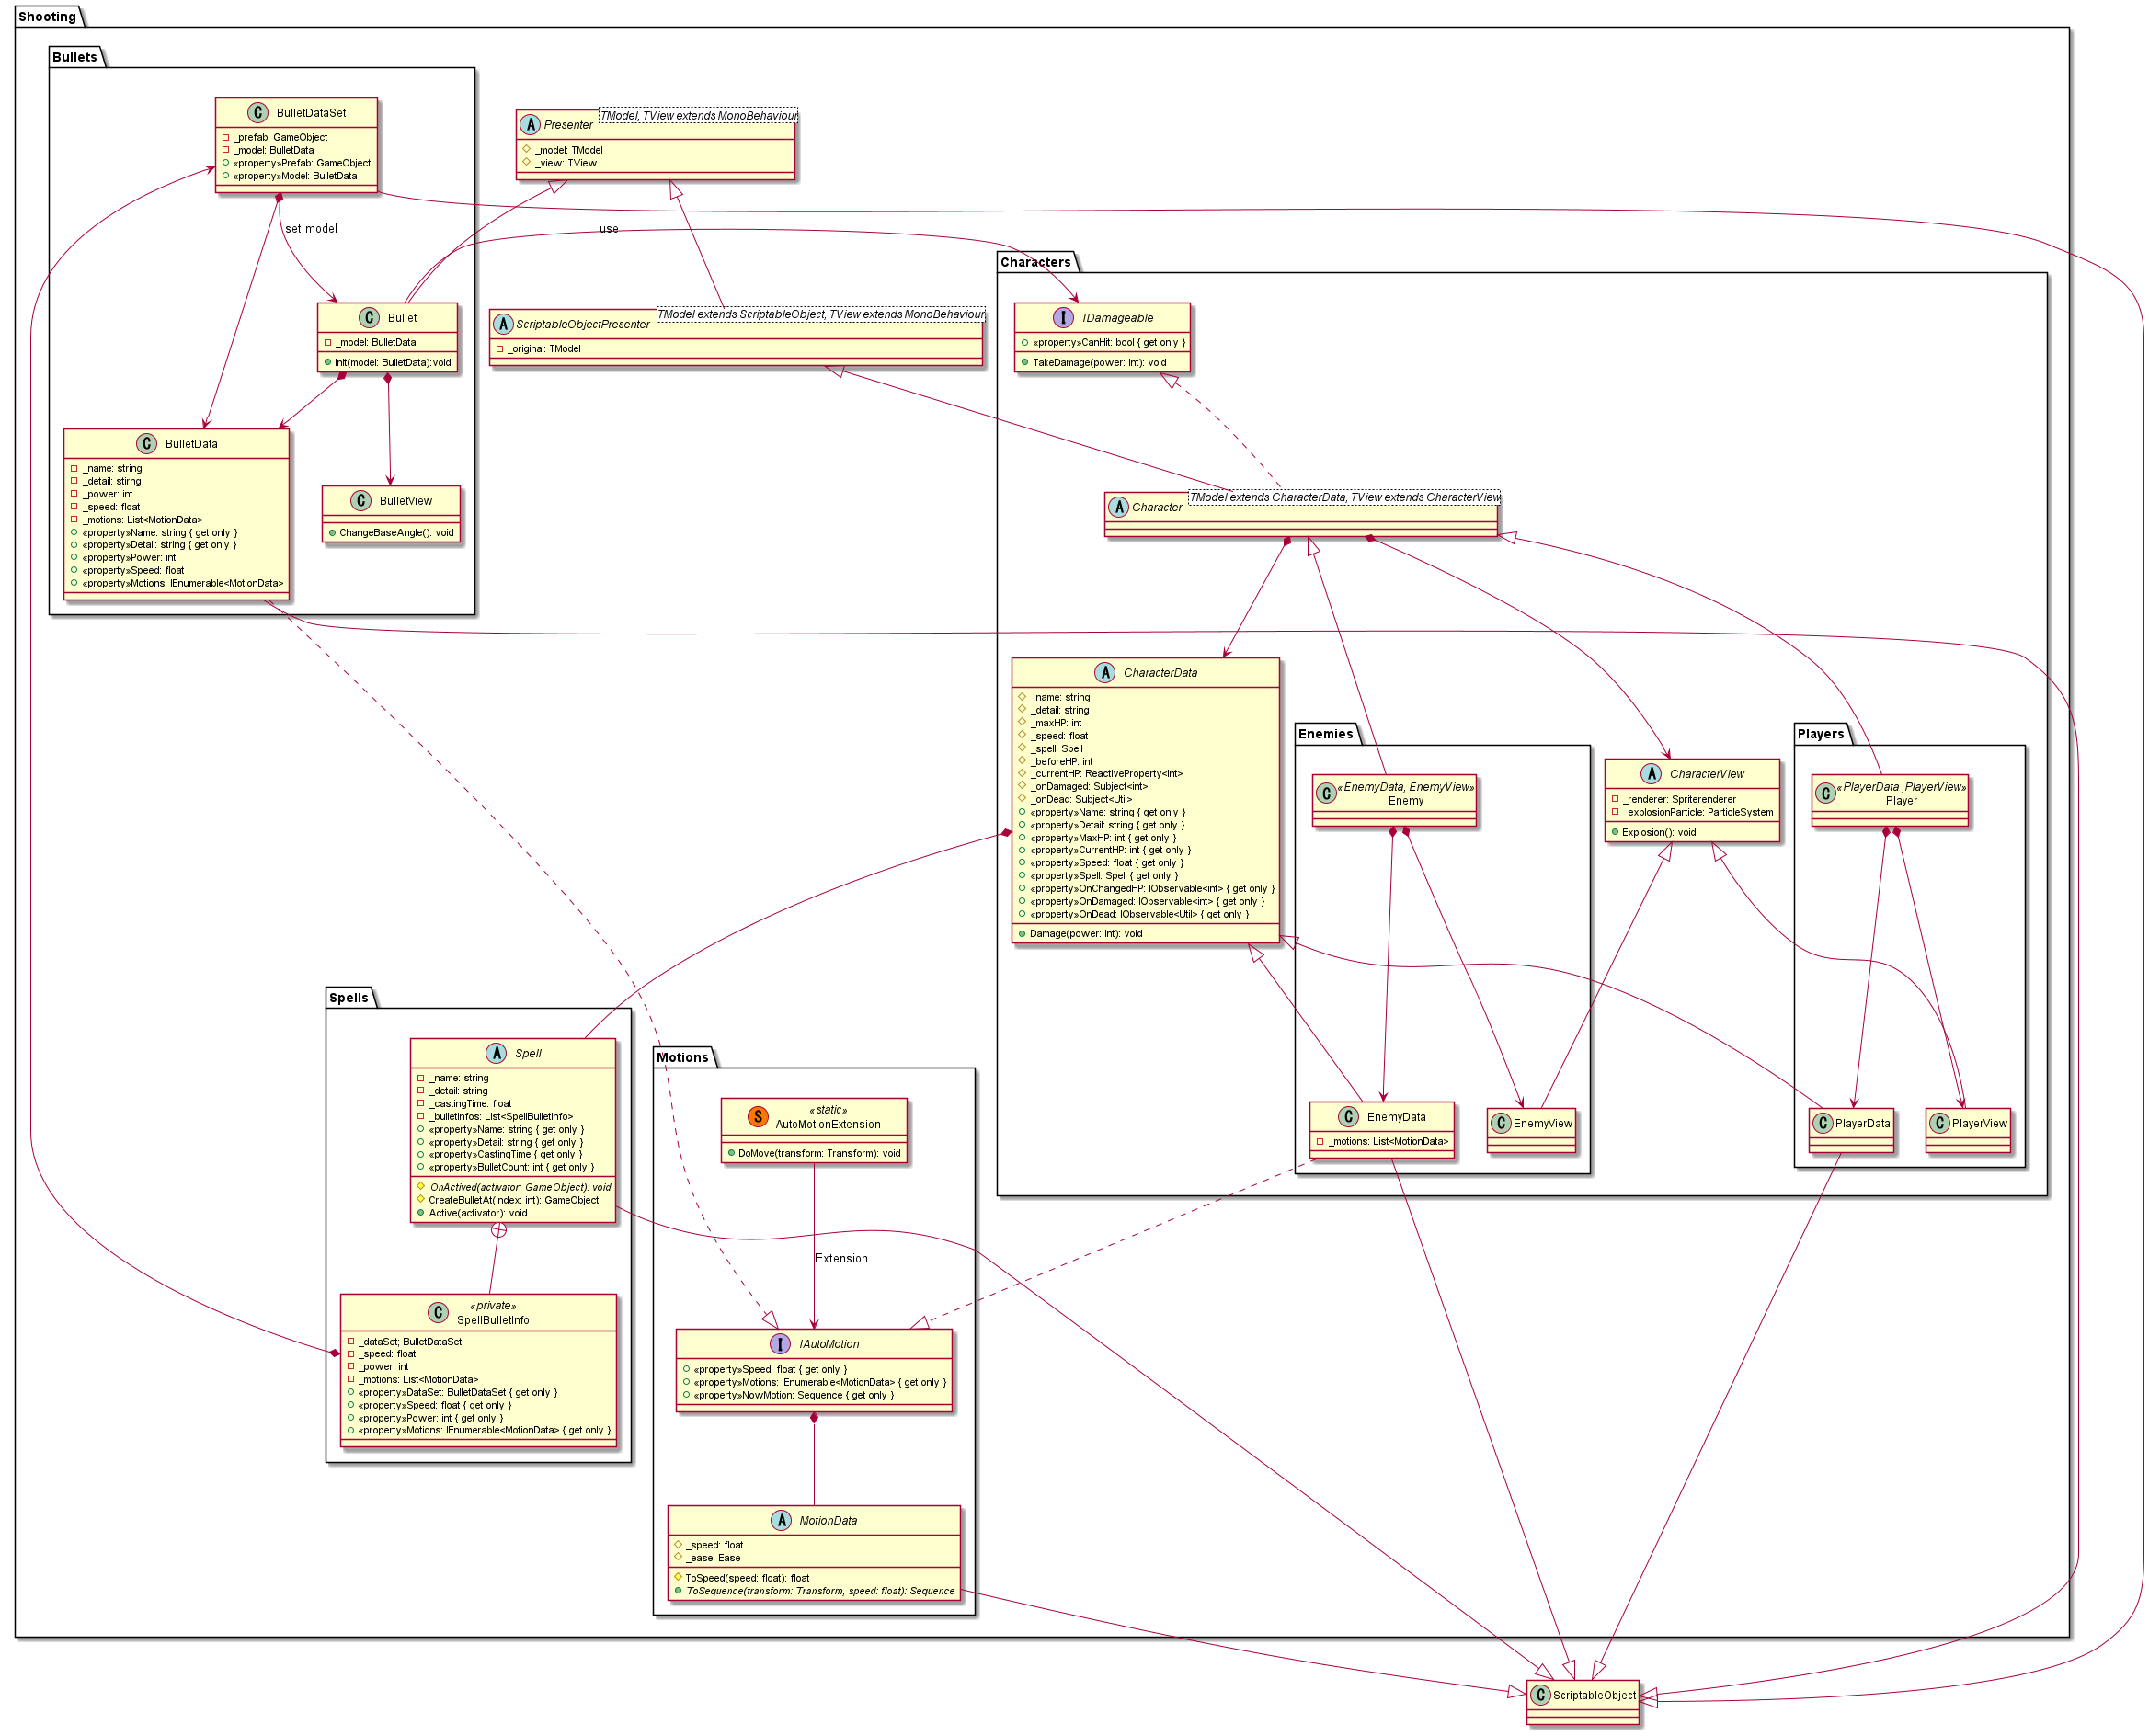 Shooting
Bullets
C BulletDataSet
_prefab: GameObject
_model: BulletData
«property»Prefab: GameObject
«property»Model: BulletData
A Presenter
TModel, TView extends MonoBehaviour
_model: TModel
_view: TView
set model
use
C Bullet
_model: BulletData
Init(model: BulletData):void
A ScriptableObjectPresenter
TModel extends ScriptableObject, TView extends MonoBehaviour
_original: TModel
Characters
I IDamageable
«property»CanHit: bool { get only }
TakeDamage(power: int): void
C BulletData
_name: string
_detail: stirng
_power: int
_speed: float
_motions: List<MotionData>
«property»Name: string { get only }
«property»Detail: string { get only }
«property»Power: int
«property»Speed: float
«property»Motions: IEnumerable<MotionData>
C BulletView
ChangeBaseAngle(): void
A Character
TModel extends CharacterData, TView extends CharacterView
A CharacterData
_name: string
_detail: string
_maxHP: int
_speed: float
_spell: Spell
_beforeHP: int
_currentHP: ReactiveProperty<int>
_onDamaged: Subject<int>
_onDead: Subject<Util>
«property»Name: string { get only }
«property»Detail: string { get only }
«property»MaxHP: int { get only }
«property»CurrentHP: int { get only }
«property»Speed: float { get only }
«property»Spell: Spell { get only }
«property»OnChangedHP: IObservable<int> { get only }
«property»OnDamaged: IObservable<int> { get only }
«property»OnDead: IObservable<Util> { get only }
Damage(power: int): void
Enemies
C «EnemyData, EnemyView»
Enemy
A CharacterView
_renderer: Spriterenderer
_explosionParticle: ParticleSystem
Explosion(): void
Players
C «PlayerData ,PlayerView»
Player
C EnemyData
_motions: List<MotionData>
C EnemyView
C PlayerData
C PlayerView
Spells
A Spell
_name: string
_detail: string
_castingTime: float
_bulletInfos: List<SpellBulletInfo>
«property»Name: string { get only }
«property»Detail: string { get only }
«property»CastingTime { get only }
«property»BulletCount: int { get only }
OnActived(activator: GameObject): void
CreateBulletAt(index: int): GameObject
Active(activator): void
C «private»
SpellBulletInfo
_dataSet; BulletDataSet
_speed: float
_power: int
_motions: List<MotionData>
«property»DataSet: BulletDataSet { get only }
«property»Speed: float { get only }
«property»Power: int { get only }
«property»Motions: IEnumerable<MotionData> { get only }
Motions
S «static»
AutoMotionExtension
DoMove(transform: Transform): void
Extension
I IAutoMotion
«property»Speed: float { get only }
«property»Motions: IEnumerable<MotionData> { get only }
«property»NowMotion: Sequence { get only }
A MotionData
_speed: float
_ease: Ease
ToSpeed(speed: float): float
ToSequence(transform: Transform, speed: float): Sequence
C ScriptableObject